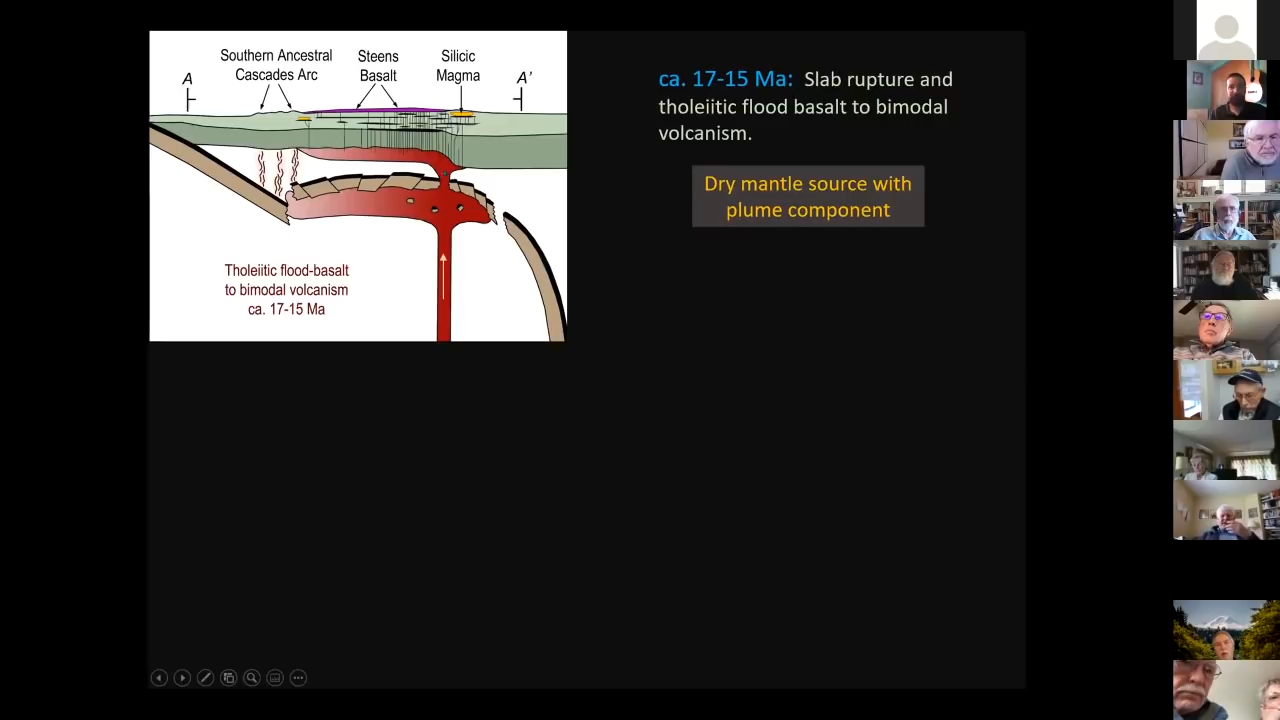 Southern Ancestral
Cascades Arc
Steens
Basalt
Silicic
Magma
A
A'
Tholeiitic flood-basalt
to bimodal volcanism
ca. 17-15 Ma
ca. 17-15 Ma: Slab rupture and
tholeiitic flood basalt to bimodal
volcanism.
Dry mantle source with
plume component